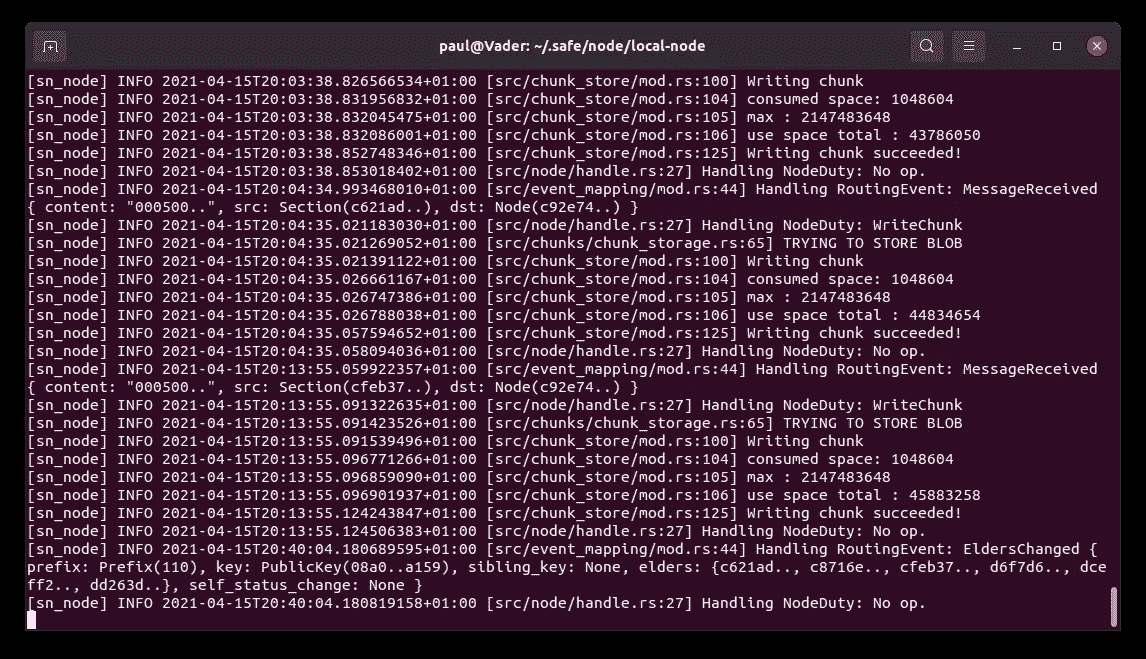 paul@Vader: ~/.safe/node/local-node
[sn_node] INFO 2021-04-15T20:03:38.826566534+01:00 [src/chunk_store/mod.rs:100] Writing chunk
[sn_node] INFO 2021-04-15T20:03:38.831956832+01:00 [src/chunk_store/mod.rs:104] consumed space: 1048604
[sn_node] INFO 2021-04-15T20:03:38.832045475+01:00 [src/chunk_store/mod.rs:105] max : 2147483648
[sn_node] INFO 2021-04-15T20:03:38.832086001+01:00 [src/chunk_store/mod.rs:106] use space total : 43786050
[sn_node] INFO 2021-04-15T20:03:38.852748346+01:00 [src/chunk_store/mod.rs:125] Writing chunk succeeded!
[sn_node] INFO 2021-04-15T20:03:38.853018402+01:00 [src/node/handle.rs:27] Handling NodeDuty: No op.
[sn_node] INFO 2021-04-15T20:04:34.993468010+01:00 [src/event_mapping/mod.rs:44] Handling RoutingEvent: MessageReceived
{ content: "000500..", src: Section(c621ad..), dst: Node(c92e74..) }
[sn_node] INFO 2021-04-15T20:04:35.021183030+01:00 [src/node/handle.rs:27] Handling NodeDuty: WriteChunk
[sn_node] INFO 2021-04-15T20:04:35.021269052+01:00 [src/chunks/chunk_storage.rs:65] TRYING TO STORE BLOB
[sn_node] INFO 2021-04-15T20:04:35.021391122+01:00 [src/chunk_store/mod.rs:100] Writing chunk
[sn_node] INFO 2021-04-15T20:04:35.026661167+01:00 [src/chunk_store/mod.rs:104] consumed space: 1048604
[sn_node] INFO 2021-04-15T20:04:35.026747386+01:00 [src/chunk_store/mod.rs:105] max : 2147483648
[sn_node] INFO 2021-04-15T20:04:35.026788038+01:00 [src/chunk_store/mod.rs:106] use space total : 44834654
[sn_node] INFO 2021-04-15T20:04:35.057594652+01:00 [src/chunk_store/mod.rs:125] Writing chunk succeeded!
[sn_node] INFO 2021-04-15T20:04:35.058094036+01:00 [src/node/handle.rs:27] Handling NodeDuty: No op.
[sn_node] INFO 2021-04-15T20:13:55.059922357+01:00 [src/event_mapping/mod.rs:44] Handling RoutingEvent: MessageReceived
{ content: "000500..", src: Section(cfeb37..), dst: Node(c92e74..) }
[sn_node] INFO 2021-04-15T20:13:55.091322635+01:00 [src/node/handle.rs:27] Handling NodeDuty: WriteChunk
[sn_node] INFO 2021-04-15T20:13:55.091423526+01:00 [src/chunks/chunk_storage.rs:65] TRYING TO STORE BLOB
[sn_node] INFO 2021-04-15T20:13:55.091539496+01:00 [src/chunk_store/mod.rs:100] Writing chunk
[sn_node] INFO 2021-04-15T20:13:55.096771266+01:00 [src/chunk_store/mod.rs:104] consumed space: 1048604
[sn_node] INFO 2021-04-15T20:13:55.096859090+01:00 [src/chunk_store/mod.rs:105] max : 2147483648
[sn_node] INFO 2021-04-15T20:13:55.096901937+01:00 [src/chunk_store/mod.rs:106] use space total : 45883258
[sn_node] INFO 2021-04-15T20:13:55.124243847+01:00 [src/chunk_store/mod.rs:125] Writing chunk succeeded!
[sn_node] INFO 2021-04-15T20:13:55.124506383+01:00 [src/node/handle.rs:27] Handling NodeDuty: No op.
[sn_node] INFO 2021-04-15T20:40:04.180689595+01:00 [src/event_mapping/mod.rs:44] Handling RoutingEvent: EldersChanged {
prefix: Prefix(110), key: PublicKey(08a0..a159), sibling_key: None, elders: {c621ad.., c8716e.., cfeb37.., d6f7d6.., dce
ff2.., dd263d..}, self_status_change: None }
[sn_node] INFO 2021-04-15T20:40:04.180819158+01:00 [src/node/handle.rs:27] Handling NodeDuty: No op.